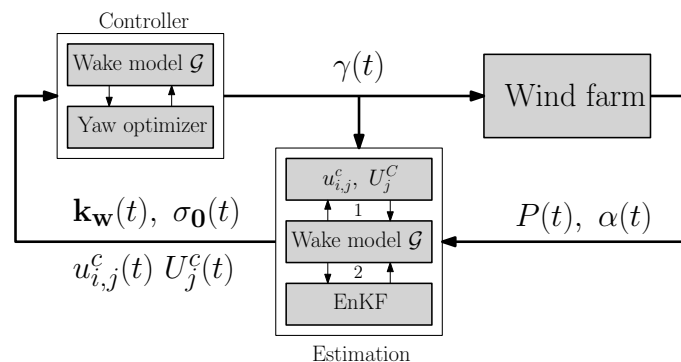 Controller
Wake model 𝒢
Yaw optimizer
γ(t)
Wind farm
u^c_{i,j}, U^C_j
1
Wake model 𝒢
2
EnKF
Estimation
𝐤_𝐰(t), σ_𝟎(t)
u^c_{i,j}(t) U^c_j(t)
P(t), α(t)